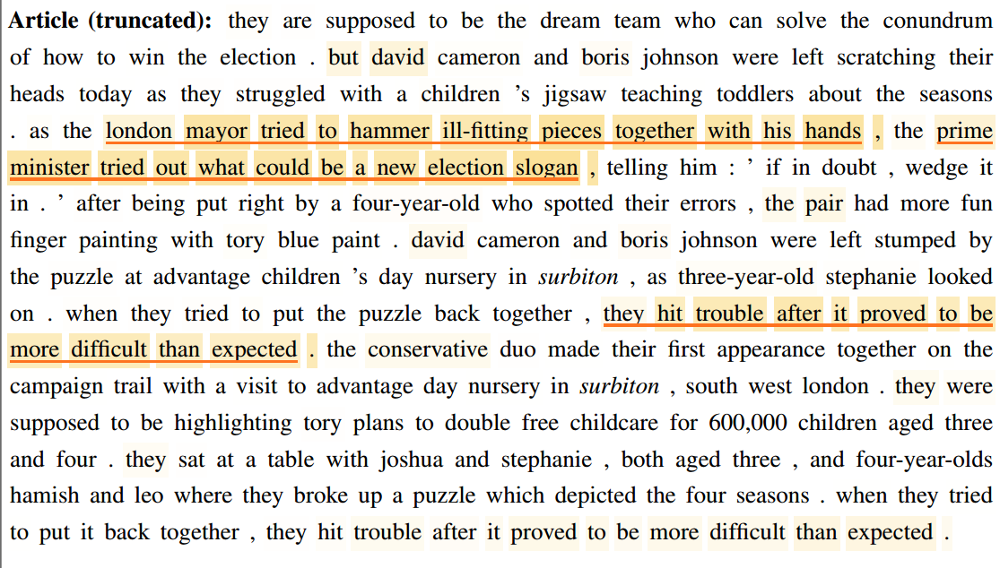 Article (truncated): they are supposed to be the dream team who can solve the conundrum
of how to win the election . but david cameron and boris johnson were left scratching their
heads today as they struggled with a children 's jigsaw teaching toddlers about the seasons
. as the london mayor tried to hammer ill-fitting pieces together with his hands , the prime
minister tried out what could be a new election slogan , telling him : ' if in doubt , wedge it
in . ' after being put right by a four-year-old who spotted their errors , the pair had more fun
finger painting with tory blue paint . david cameron and boris johnson were left stumped by
the puzzle at advantage children 's day nursery in surbiton , as three-year-old stephanie looked
on . when they tried to put the puzzle back together , they hit trouble after it proved to be
more difficult than expected . the conservative duo made their first appearance together on the
campaign trail with a visit to advantage day nursery in surbiton , south west london . they were
supposed to be highlighting tory plans to double free childcare for 600,000 children aged three
and four . they sat at a table with joshua and stephanie , both aged three , and four-year-olds
hamish and leo where they broke up a puzzle which depicted the four seasons . when they tried
to put it back together , they hit trouble after it proved to be more difficult than expected .